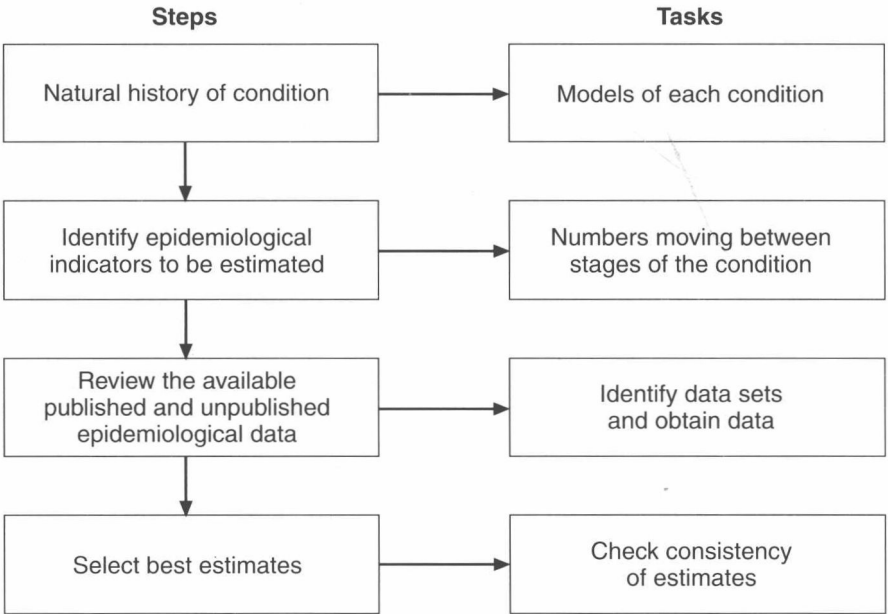 Steps
Tasks
Natural history of condition
Models of each condition
Identify epidemiological
indicators to be estimated
Numbers moving between
stages of the condition
Review the available
published and unpublished
epidemiological data
Identify data sets
and obtain data
Select best estimates
Check consistency
of estimates